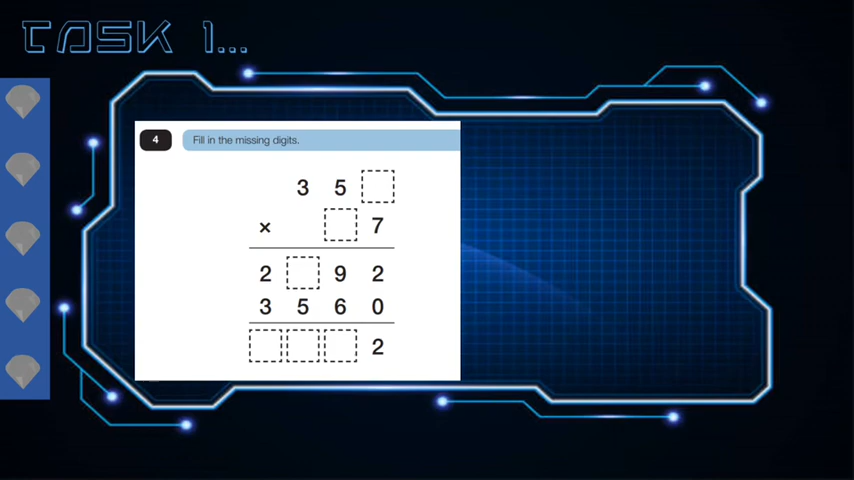 TASK 1...
4 Fill in the missing digits.
3 5
× 7
2 9 2
3 5 6 0
2